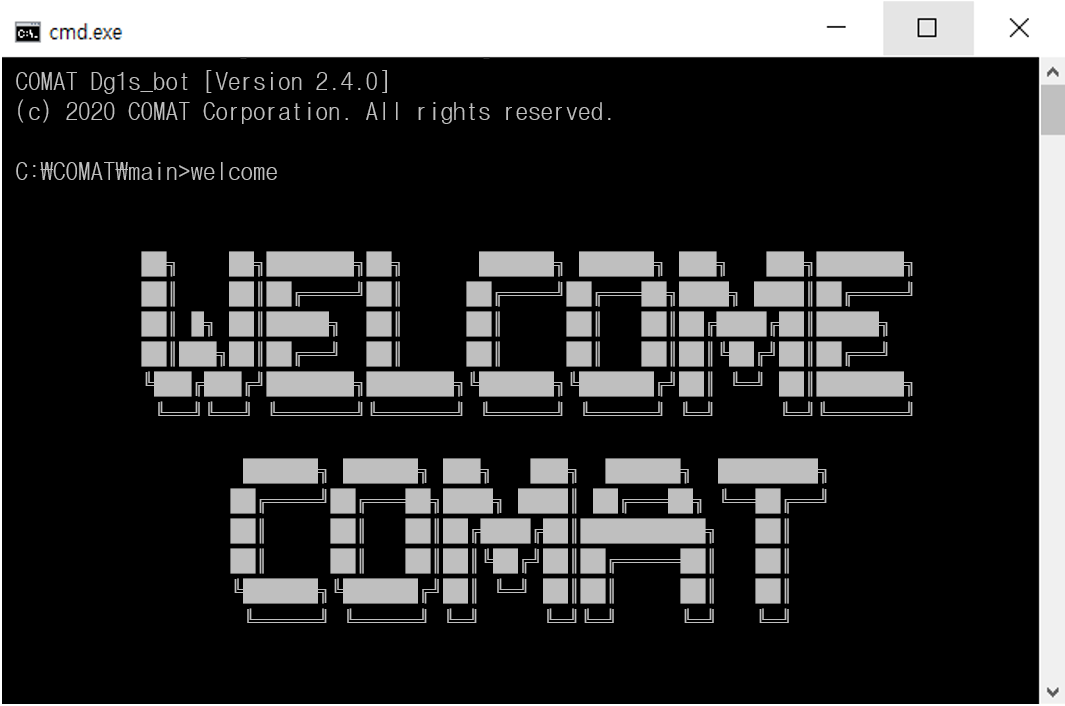 cmd.exe
COMAT Dg1s_bot [Version 2.4.0]
(c) 2020 COMAT Corporation. All rights reserved.
C:₩COMAT₩main>welcome
WELCOME
COMAT